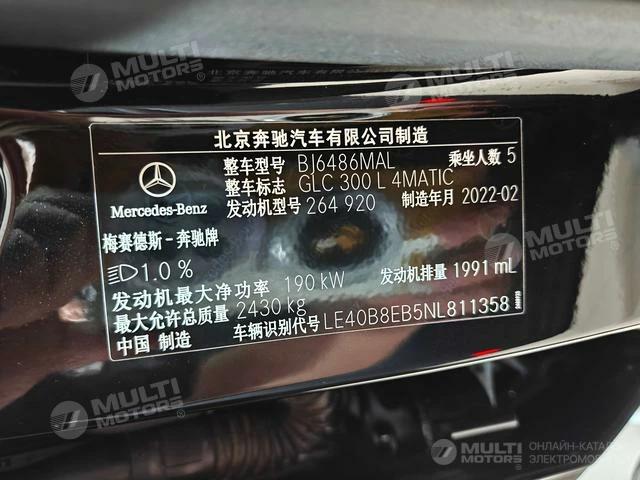 北京奔驰汽车有限公司制造
整车型号 BJ6486MAL 乘坐人数 5
整车标志 GLC 300 L 4MATIC
发动机型号 264 920 制造年月 2022-02
Mercedes-Benz
梅赛德斯-奔驰牌
1.0 %
发动机最大净功率 190 kW 发动机排量 1991 mL
最大允许总质量 2430 kg
车辆识别代号 LE40B8EB5NL811358
中国 制造
MULTI MOTORS
MULTI MOTORS
MULTI MOTORS
MULTI MOTORS
MULTI MOTORS
ОНЛАЙН-КАТАЛ
ЭЛЕКТРОМОБ